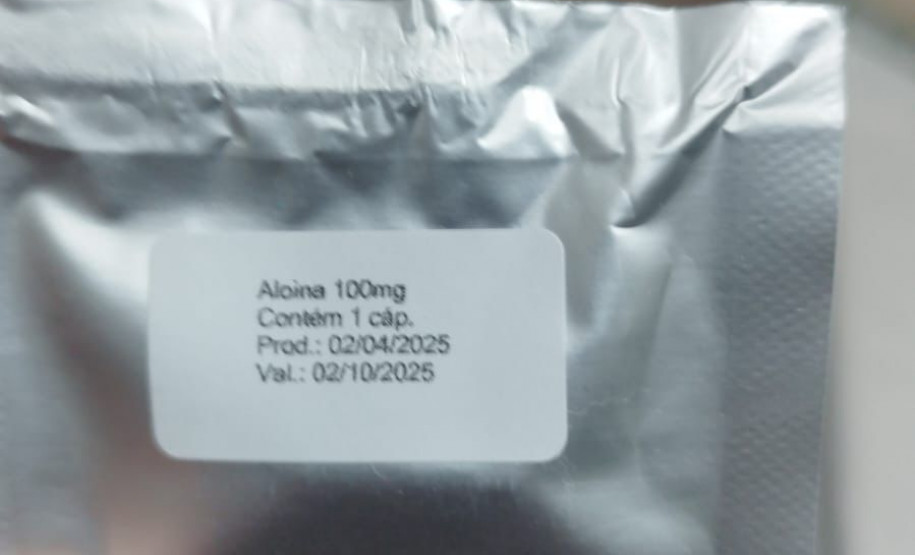 Aloina 100mg
Contém 1 cáp.
Prod.: 02/04/2025
Val.: 02/10/2025